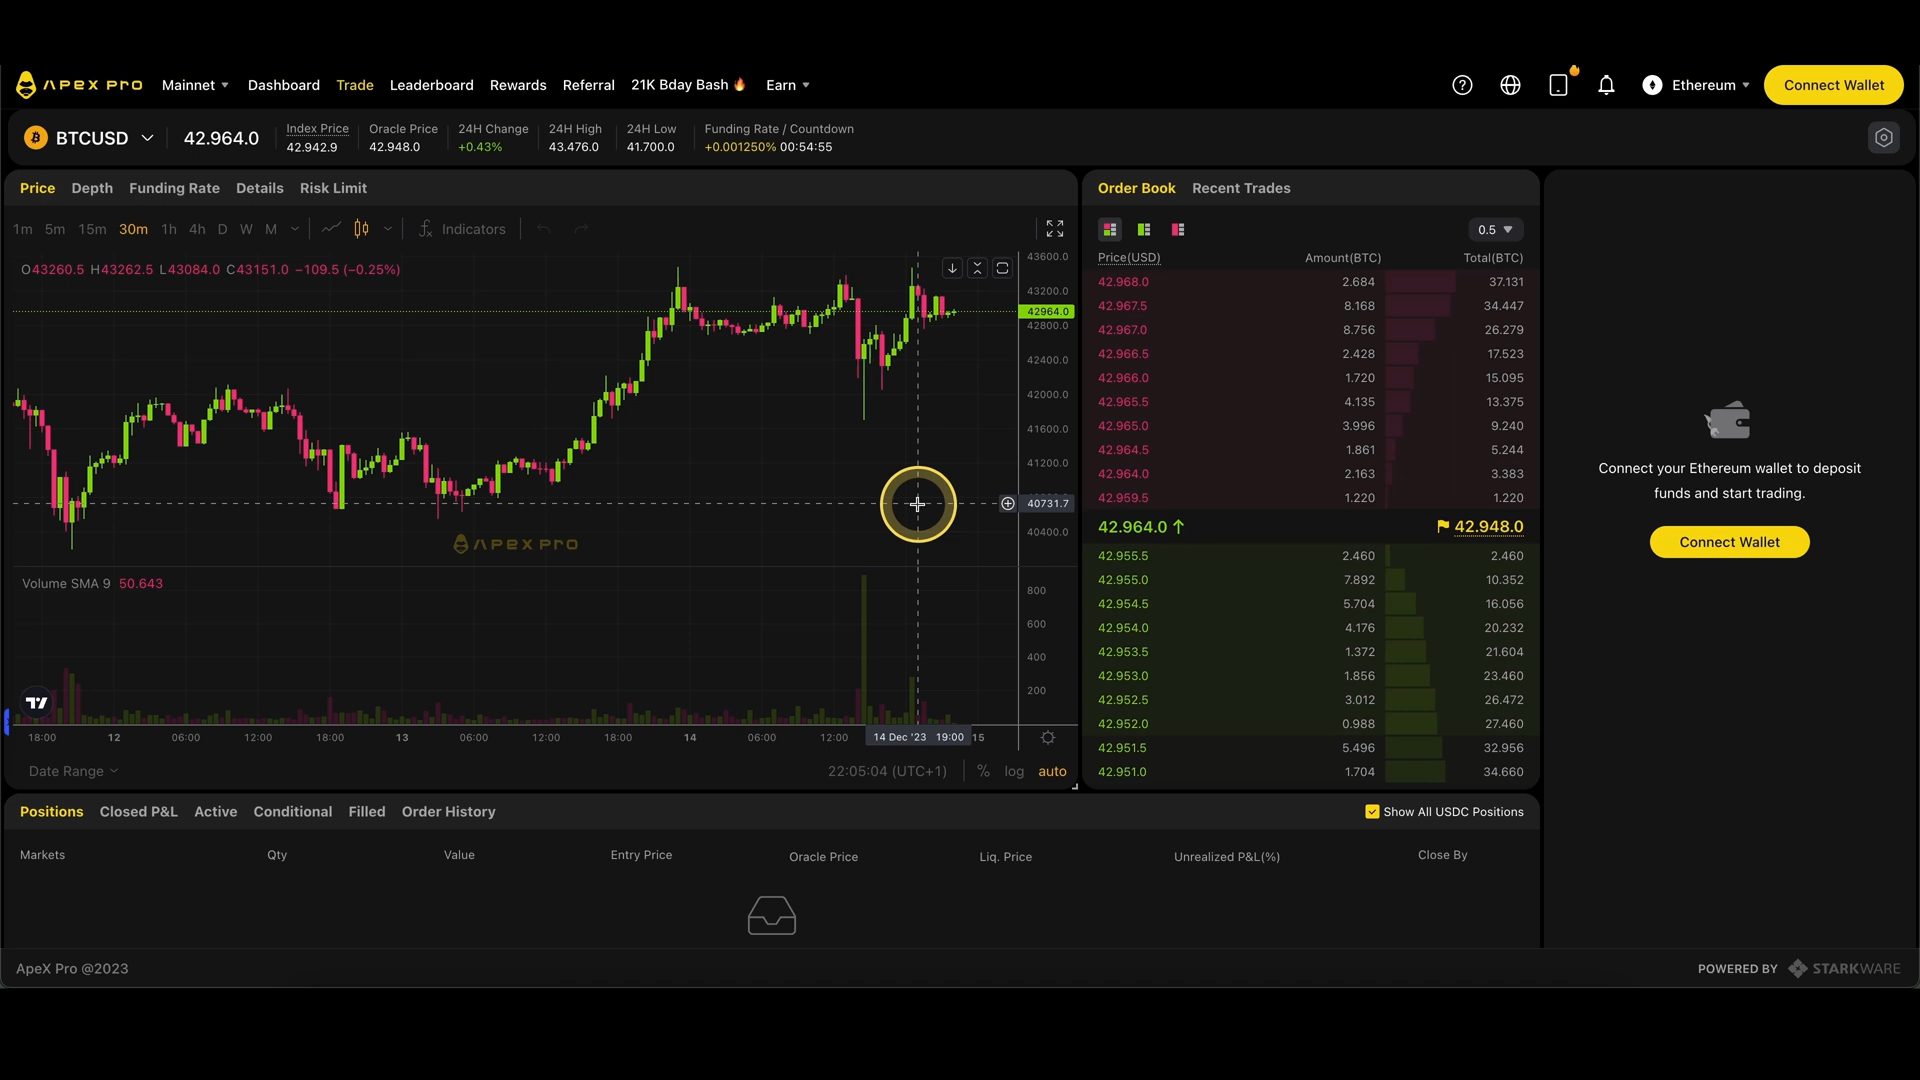 APEX PRO Mainnet Dashboard Trade Leaderboard Rewards Referral 21K Bday Bash🔥 Earn Ethereum Connect Wallet
BTCUSD 42.964.0
Index Price Oracle Price 24H Change 24H High 24H Low Funding Rate / Countdown
42.942.9 42.948.0 +0.43% 43.476.0 41.700.0 +0.001250% 00:54:55
Price Depth Funding Rate Details Risk Limit
1m 5m 15m 30m 1h 4h D W M Indicators
O43260.5 H43262.5 L43084.0 C43151.0 −109.5 (−0.25%)
43600.0
43200.0
42964.0
42800.0
42400.0
42000.0
41600.0
41200.0
40731.7
40400.0
APEX PRO
Volume SMA 9 50.643
800
600
400
200
18:00 12 06:00 12:00 18:00 13 06:00 12:00 18:00 14 06:00 12:00 14 Dec '23 19:00 15
Date Range 22:05:04 (UTC+1) % log auto
Order Book Recent Trades
0.5
Price(USD) Amount(BTC) Total(BTC)
42.968.0 2.684 37.131
42.967.5 8.168 34.447
42.967.0 8.756 26.279
42.966.5 2.428 17.523
42.966.0 1.720 15.095
42.965.5 4.135 13.375
42.965.0 3.996 9.240
42.964.5 1.861 5.244
42.964.0 2.163 3.383
42.959.5 1.220 1.220
42.964.0 ↑ 42.948.0
42.955.5 2.460 2.460
42.955.0 7.892 10.352
42.954.5 5.704 16.056
42.954.0 4.176 20.232
42.953.5 1.372 21.604
42.953.0 1.856 23.460
42.952.5 3.012 26.472
42.952.0 0.988 27.460
42.951.5 5.496 32.956
42.951.0 1.704 34.660
Connect your Ethereum wallet to deposit
funds and start trading.
Connect Wallet
Positions Closed P&L Active Conditional Filled Order History Show All USDC Positions
Markets Qty Value Entry Price Oracle Price Liq. Price Unrealized P&L(%) Close By
ApeX Pro @2023 POWERED BY STARKWARE